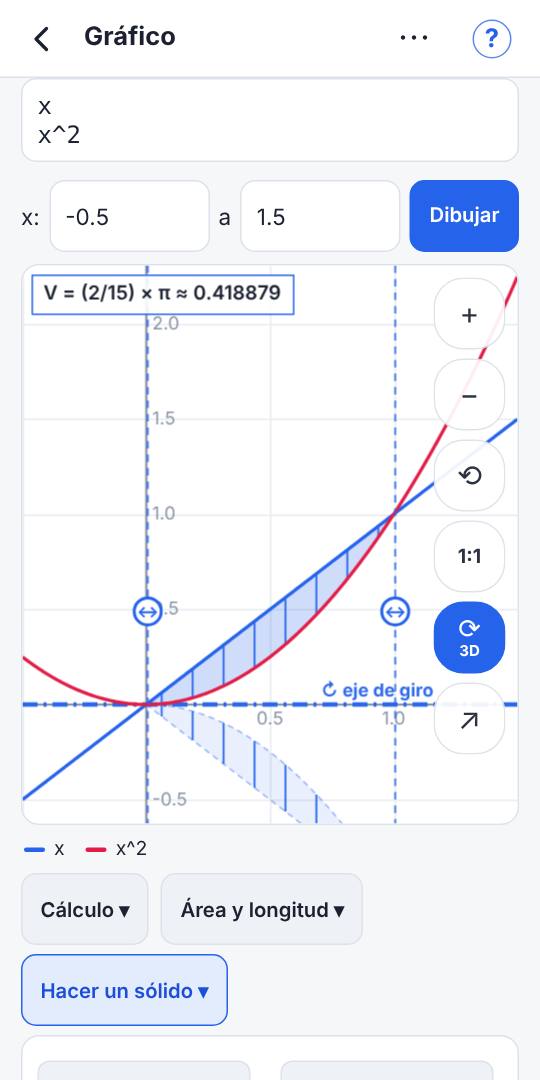 Gráfico
...
?
x
x^2
x:
-0.5
a
1.5
Dibujar
V = (2/15) × π ≈ 0.418879
2.0
+
−
1.5
1.0
1:1
.5
3D
↻ eje de giro
0.5
1.0
-0.5
x
x^2
Cálculo ▾
Área y longitud ▾
Hacer un sólido ▾